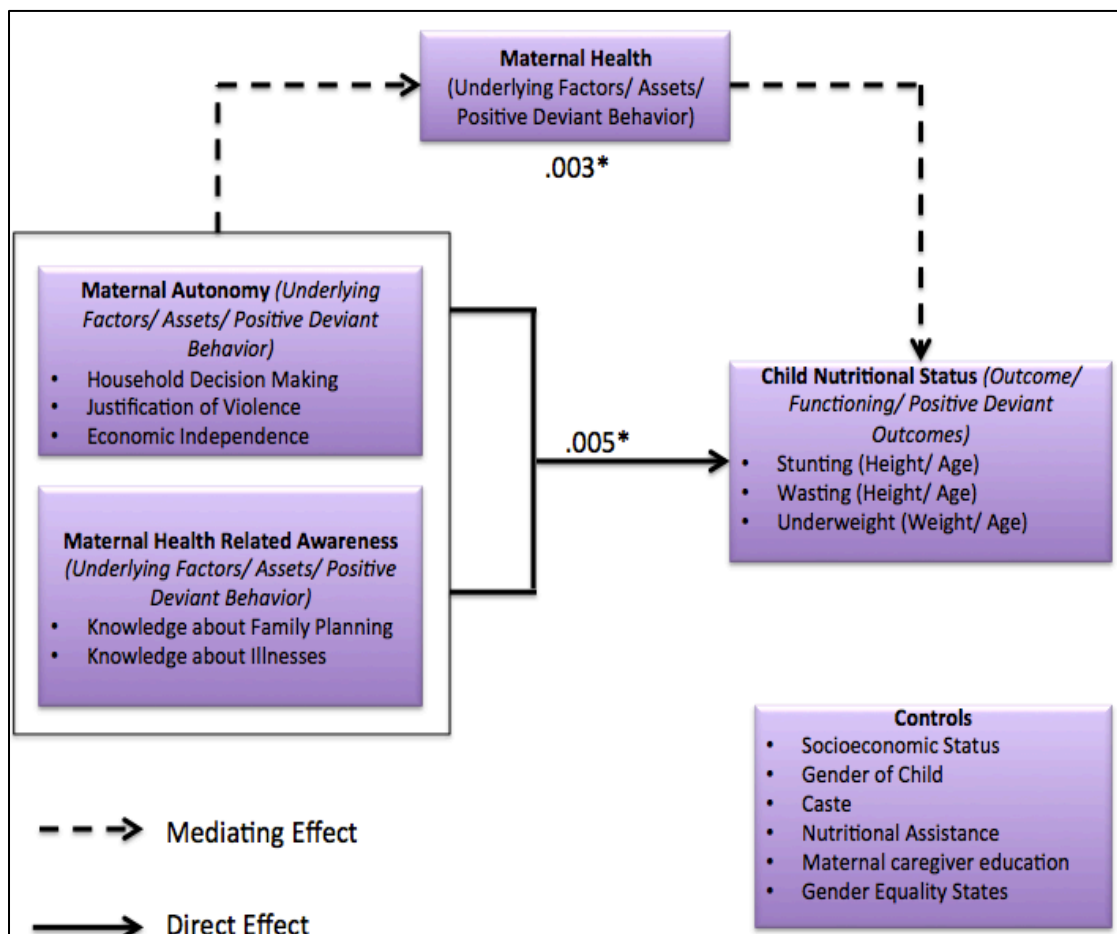 Maternal Health
(Underlying Factors/ Assets/
Positive Deviant Behavior)
.003*
Maternal Autonomy (Underlying
Factors/ Assets/ Positive Deviant
Behavior)
• Household Decision Making
• Justification of Violence
• Economic Independence
.005*
Child Nutritional Status (Outcome/
Functioning/ Positive Deviant
Outcomes)
• Stunting (Height/ Age)
• Wasting (Height/ Age)
• Underweight (Weight/ Age)
Maternal Health Related Awareness
(Underlying Factors/ Assets/ Positive
Deviant Behavior)
• Knowledge about Family Planning
• Knowledge about Illnesses
Controls
• Socioeconomic Status
• Gender of Child
• Caste
• Nutritional Assistance
• Maternal caregiver education
• Gender Equality States
Mediating Effect
Direct Effect